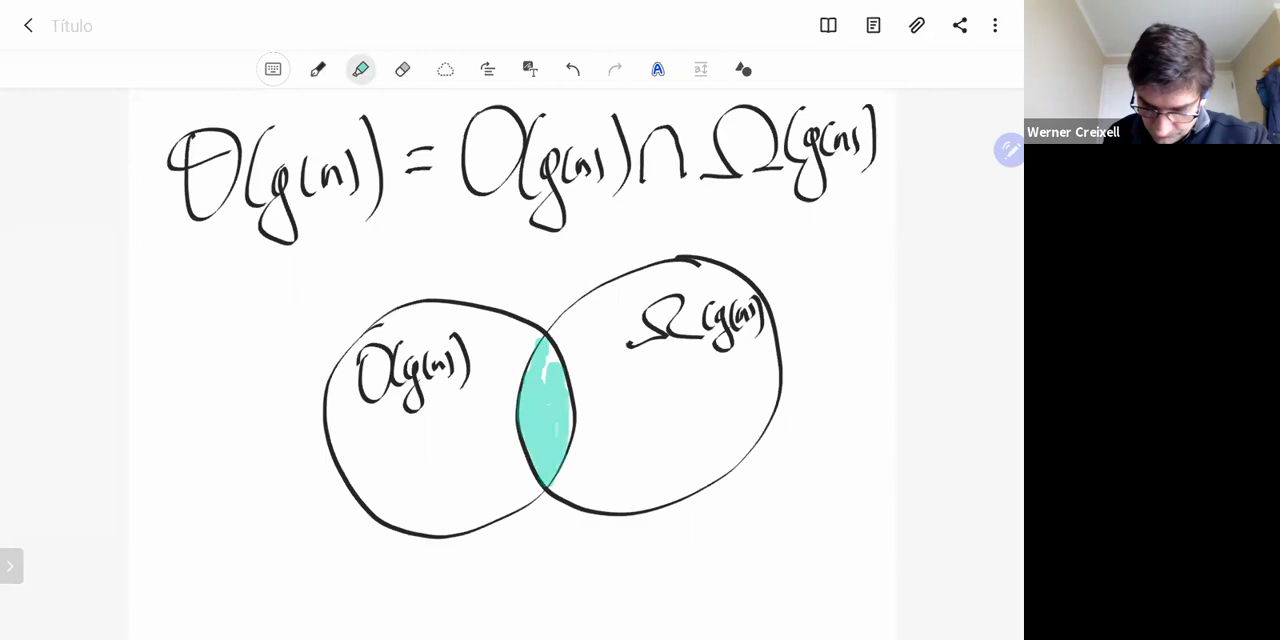 Título
Θ(g(n)) = O(g(n)) ∩ Ω(g(n))
Werner Creixell
Ω(g(n))
O(g(n))